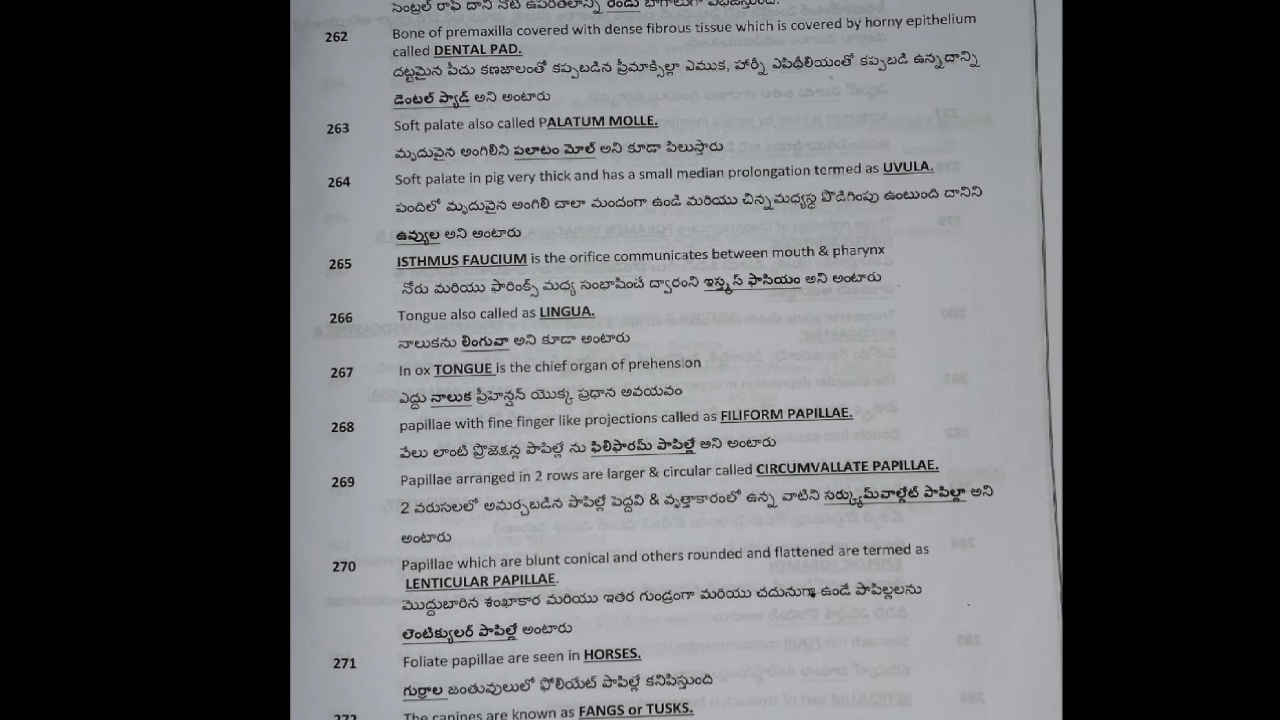 సెంట్రల్ రాఫ్ దాని నోటి ఉపరితలాన్ని రెండు భాగాలుగా విభజిస్తుంది.
262 Bone of premaxilla covered with dense fibrous tissue which is covered by horny epithelium
called DENTAL PAD.
దట్టమైన పీచు కణజాలంతో కప్పబడిన ప్రీమాక్సిల్లా ఎముక, హార్నీ ఎపిథీలియంతో కప్పబడి ఉన్నదాన్ని
డెంటల్ ప్యాడ్ అని అంటారు
263 Soft palate also called PALATUM MOLLE.
మృదువైన అంగిలిని పలాటం మోల్ అని కూడా పిలుస్తారు
264 Soft palate in pig very thick and has a small median prolongation termed as UVULA.
పందిలో మృదువైన అంగిలి చాలా మందంగా ఉండి మరియు చిన్న మధ్యస్థ పొడిగింపు ఉంటుంది దానిని
ఉవ్యుల అని అంటారు
265 ISTHMUS FAUCIUM is the orifice communicates between mouth & pharynx
నోరు మరియు ఫారింక్స్ మధ్య సంభాషించే ద్వారంని ఇస్త్మస్ ఫాసియం అని అంటారు
266 Tongue also called as LINGUA.
నాలుకను లింగువా అని కూడా అంటారు
267 In ox TONGUE is the chief organ of prehension
ఎద్దు నాలుక ప్రీహెన్షన్ యొక్క ప్రధాన అవయవం
268 papillae with fine finger like projections called as FILIFORM PAPILLAE.
వేలు లాంటి ప్రొజెక్షన్ల పాపిల్లే ను ఫిలిఫారమ్ పాపిల్లే అని అంటారు
269 Papillae arranged in 2 rows are larger & circular called CIRCUMVALLATE PAPILLAE.
2 వరుసలలో అమర్చబడిన పాపిల్లే పెద్దవి & వృత్తాకారంలో ఉన్న వాటిని సర్క్యుమ్‌వాల్లేట్ పాపిల్లా అని
అంటారు
270 Papillae which are blunt conical and others rounded and flattened are termed as
LENTICULAR PAPILLAE.
మొద్దుబారిన శంఖాకార మరియు ఇతర గుండ్రంగా మరియు చదునుగా ఉండే పాపిల్లలను
లెంటిక్యులర్ పాపిల్లే అంటారు
271 Foliate papillae are seen in HORSES.
గుర్రాల జంతువులులో ఫోలియేట్ పాపిల్లే కనిపిస్తుంది
272 The canines are known as FANGS or TUSKS.